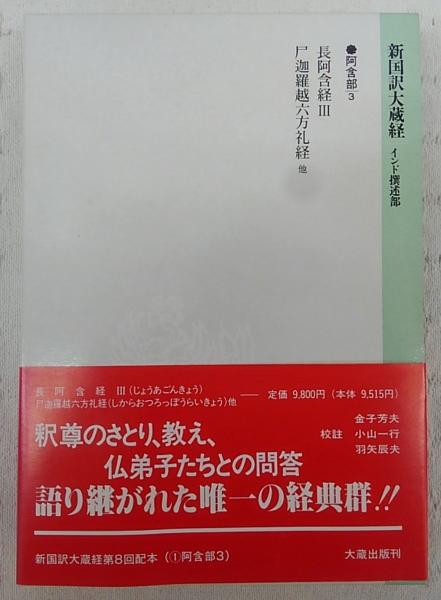 新国訳大蔵経 インド撰述部
●阿含部/3
長阿含経Ⅲ
尸迦羅越六方礼経 他
長阿含経 Ⅲ(じょうあごんきょう)
尸迦羅越六方礼経(しからおつろっぽうらいきょう)他
定価 9,800円(本体 9,515円)
釈尊のさとり、教え、
仏弟子たちとの問答
語り継がれた唯一の経典群!!
金子芳夫
校註 小山一行
羽矢辰夫
新国訳大蔵経第8回配本(①阿含部3)
大蔵出版刊